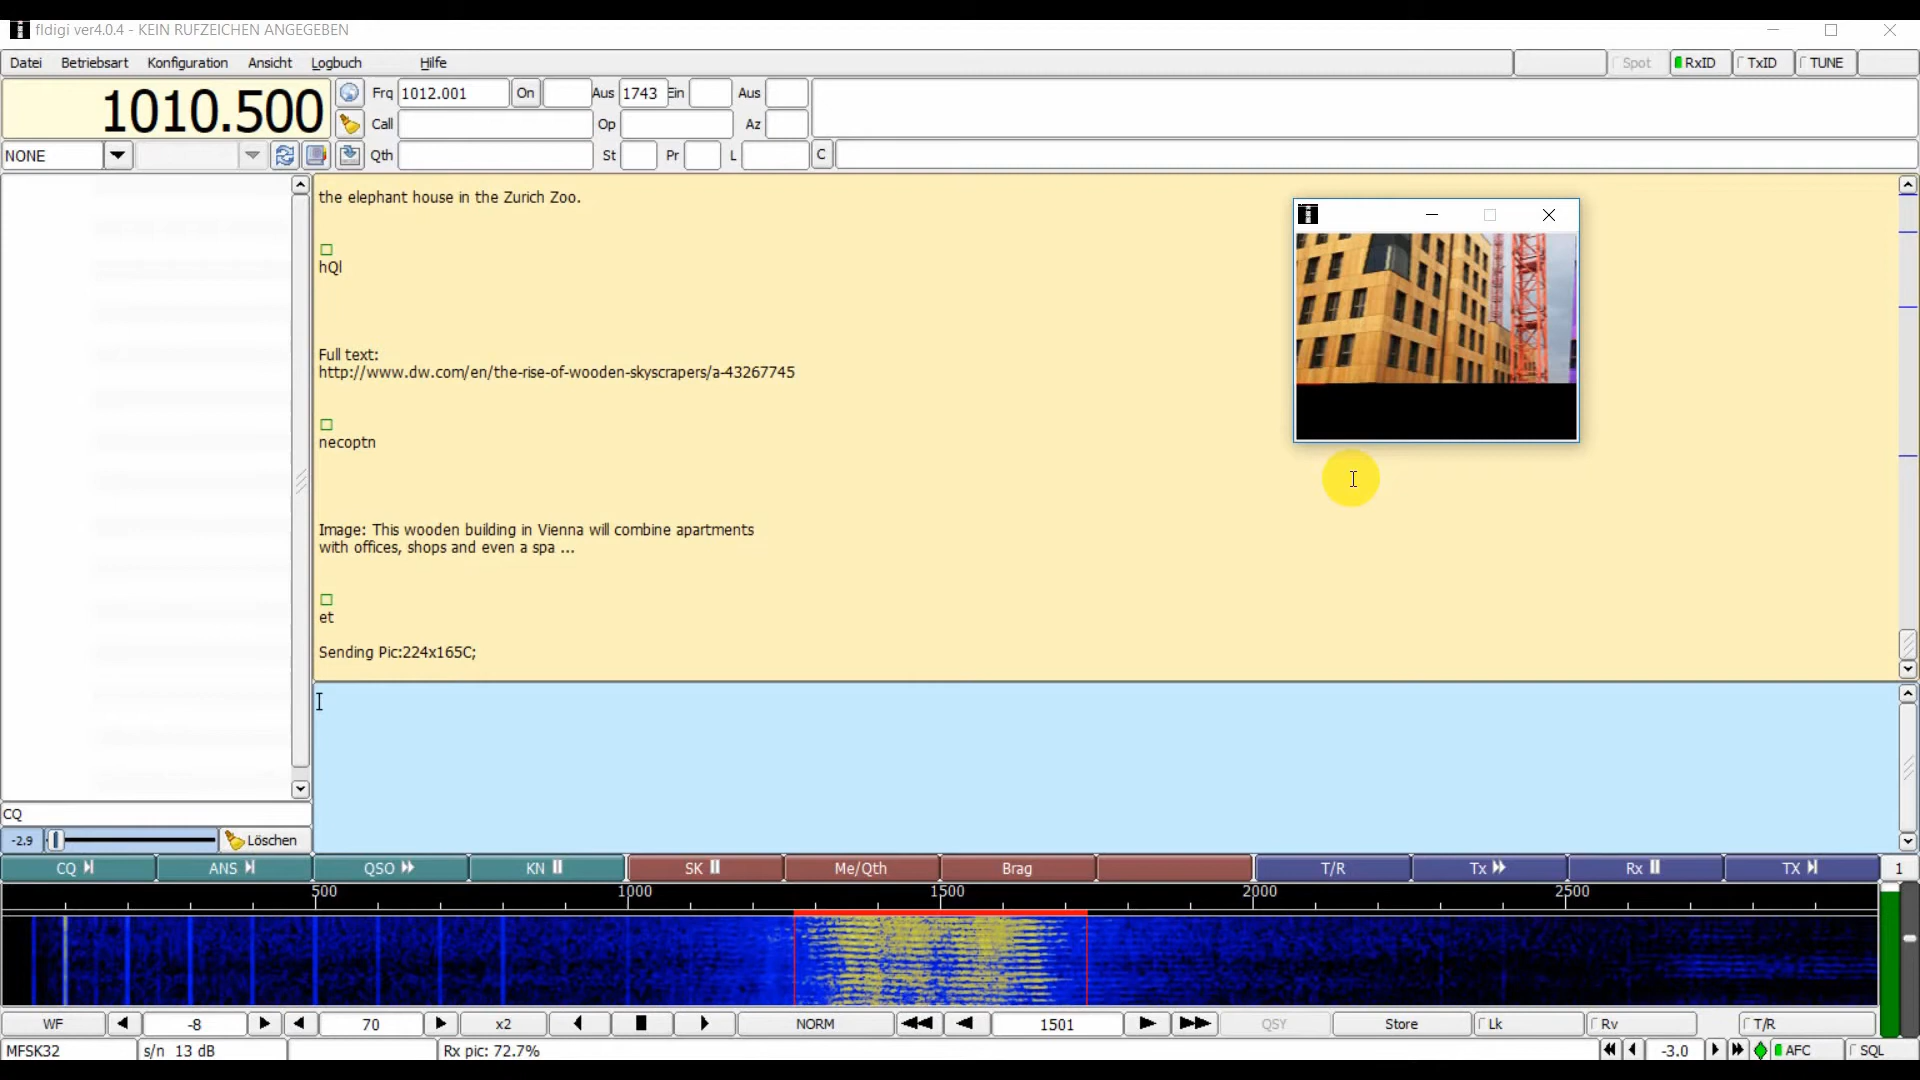 fldigi ver4.0.4 - KEIN RUFZEICHEN ANGEGEBEN
Datei Betriebsart Konfiguration Ansicht Logbuch Hilfe Spot RxID TxID TUNE
1010.500
Frq 1012.001 On Aus 1743 Ein Aus
Call Op Az
NONE Qth St Pr L C
the elephant house in the Zurich Zoo.
hQl
Full text:
http://www.dw.com/en/the-rise-of-wooden-skyscrapers/a-43267745
necoptn
Image: This wooden building in Vienna will combine apartments
with offices, shops and even a spa ...
et
Sending Pic:224x165C;
CQ
-2.9 Löschen
CQ ANS QSO KN SK Me/Qth Brag T/R Tx Rx TX 1
500 1000 1500 2000 2500
WF -8 70 x2 NORM 1501 QSY Store Lk Rv T/R
MFSK32 s/n 13 dB Rx pic: 72.7% -3.0 AFC SQL